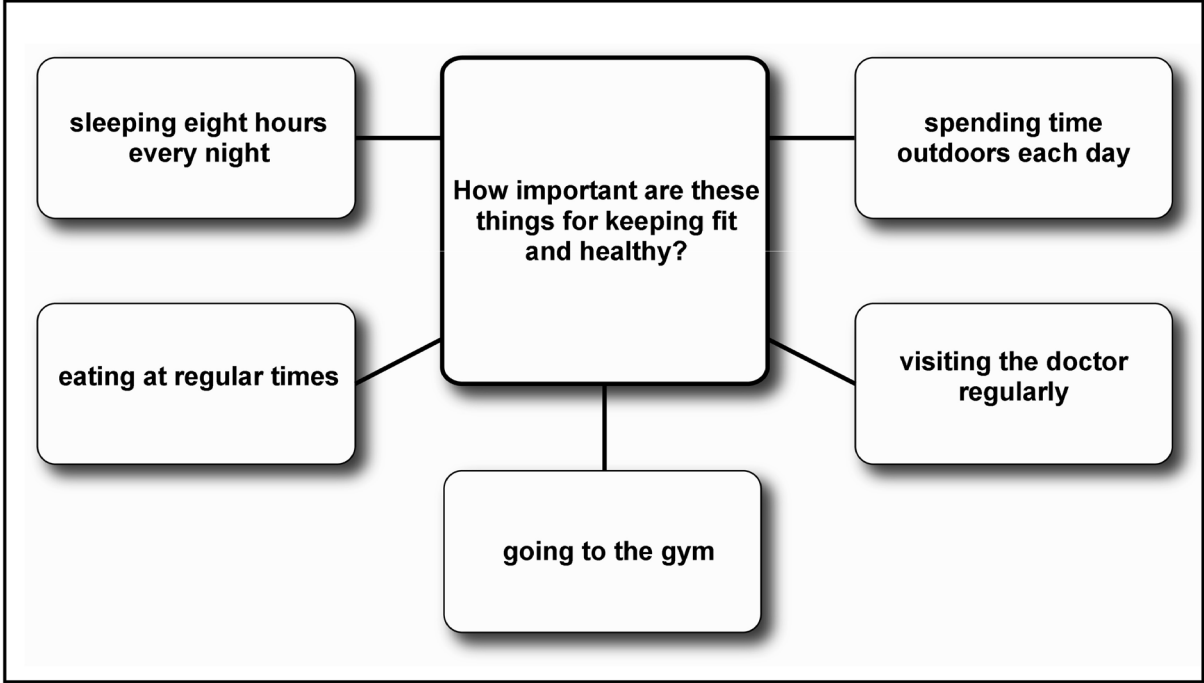 sleeping eight hours
every night
How important are these
things for keeping fit
and healthy?
spending time
outdoors each day
eating at regular times
visiting the doctor
regularly
going to the gym